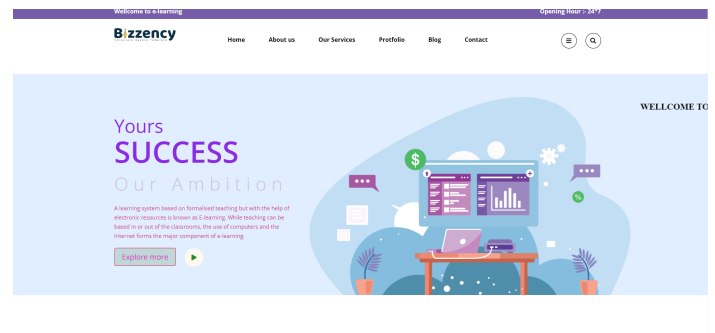 Wellcome to e-learning
Opening Hour :- 24*7
Bizzency
Home
About us
Our Services
Protfolio
Blog
Contact
WELLCOME TO
Yours
SUCCESS
Our Ambition
A learning system based on formalised teaching but with the help of
electronic resources is known as E-learning. While teaching can be
based in or out of the classrooms, the use of computers and the
Internet forms the major component of e-learning.
Explore more